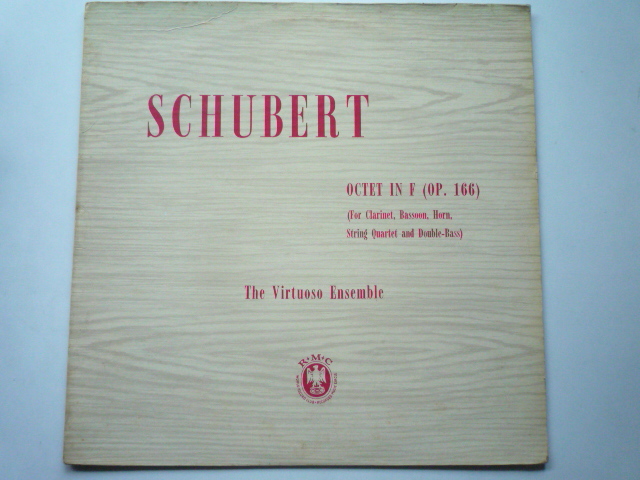 SCHUBERT
OCTET IN F (OP. 166)
(For Clarinet, Bassoon, Horn,
String Quartet and Double-Bass)
The Virtuoso Ensemble
R·M·C